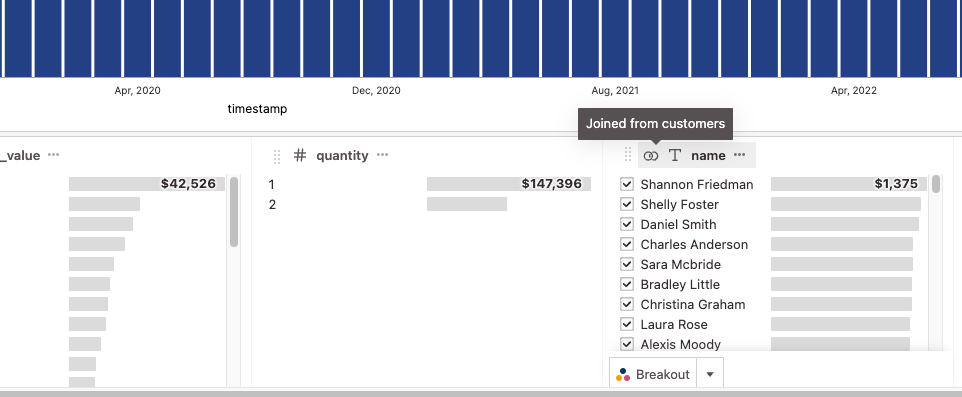 Apr, 2020 Dec, 2020 Aug, 2021 Apr, 2022
timestamp
Joined from customers
_value ···
# quantity ···
T name ···
$42,526
1 $147,396
2
Shannon Friedman $1,375
Shelly Foster
Daniel Smith
Charles Anderson
Sara Mcbride
Bradley Little
Christina Graham
Laura Rose
Alexis Moody
Breakout